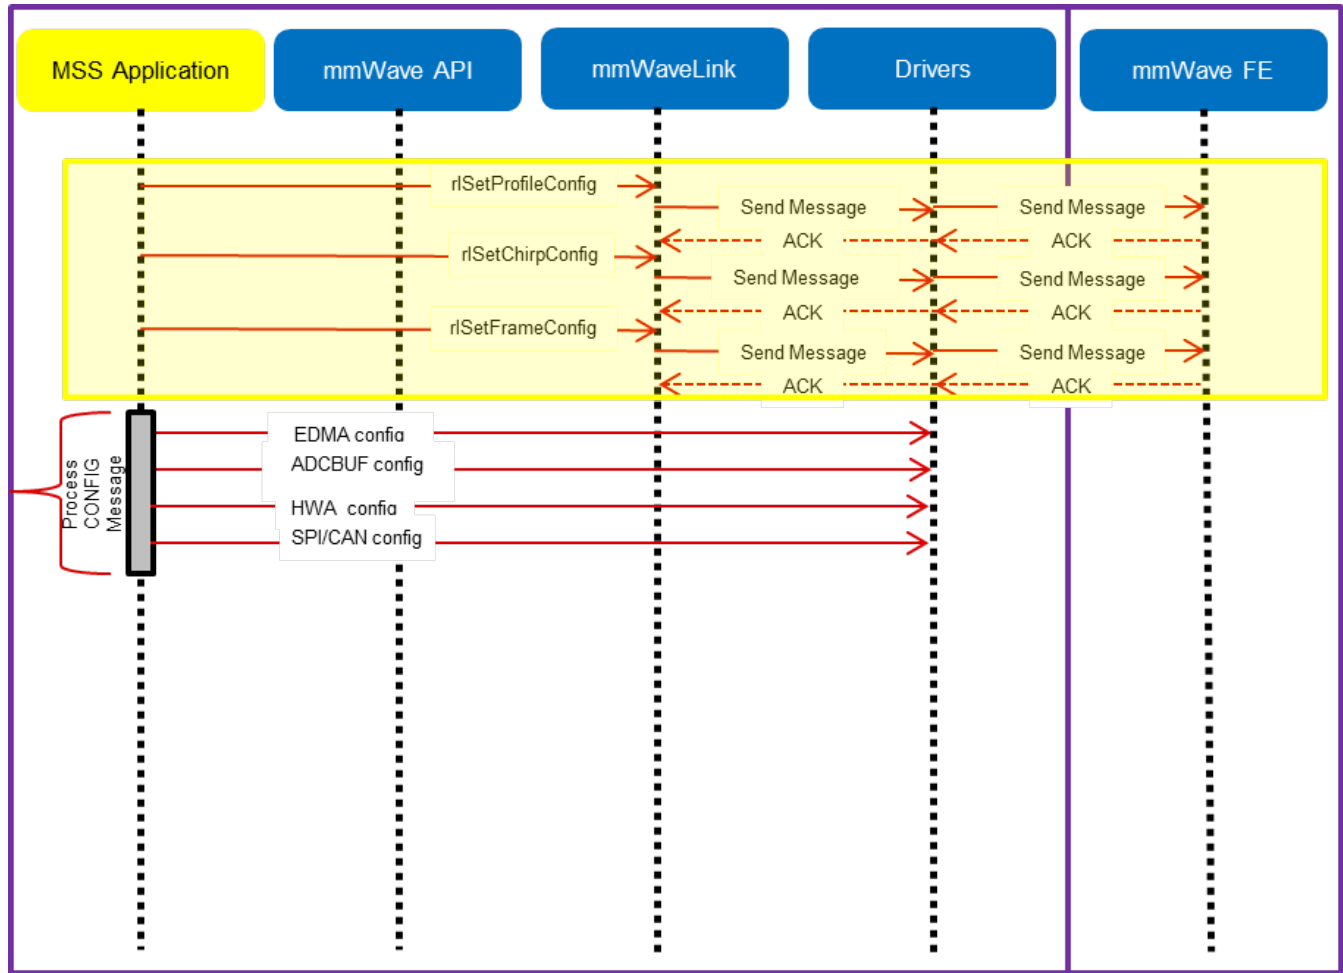 MSS Application
mmWave API
mmWaveLink
Drivers
mmWave FE
rlSetProfileConfig
Send Message
Send Message
ACK
ACK
rlSetChirpConfig
Send Message
Send Message
ACK
ACK
rlSetFrameConfig
Send Message
Send Message
ACK
ACK
Process
CONFIG
Message
EDMA config
ADCBUF config
HWA config
SPI/CAN config